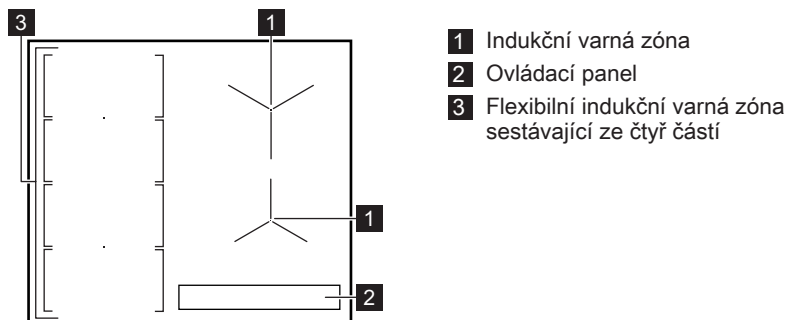 3
1
1
2
1 Indukční varná zóna
2 Ovládací panel
3 Flexibilní indukční varná zóna
sestávající ze čtyř částí